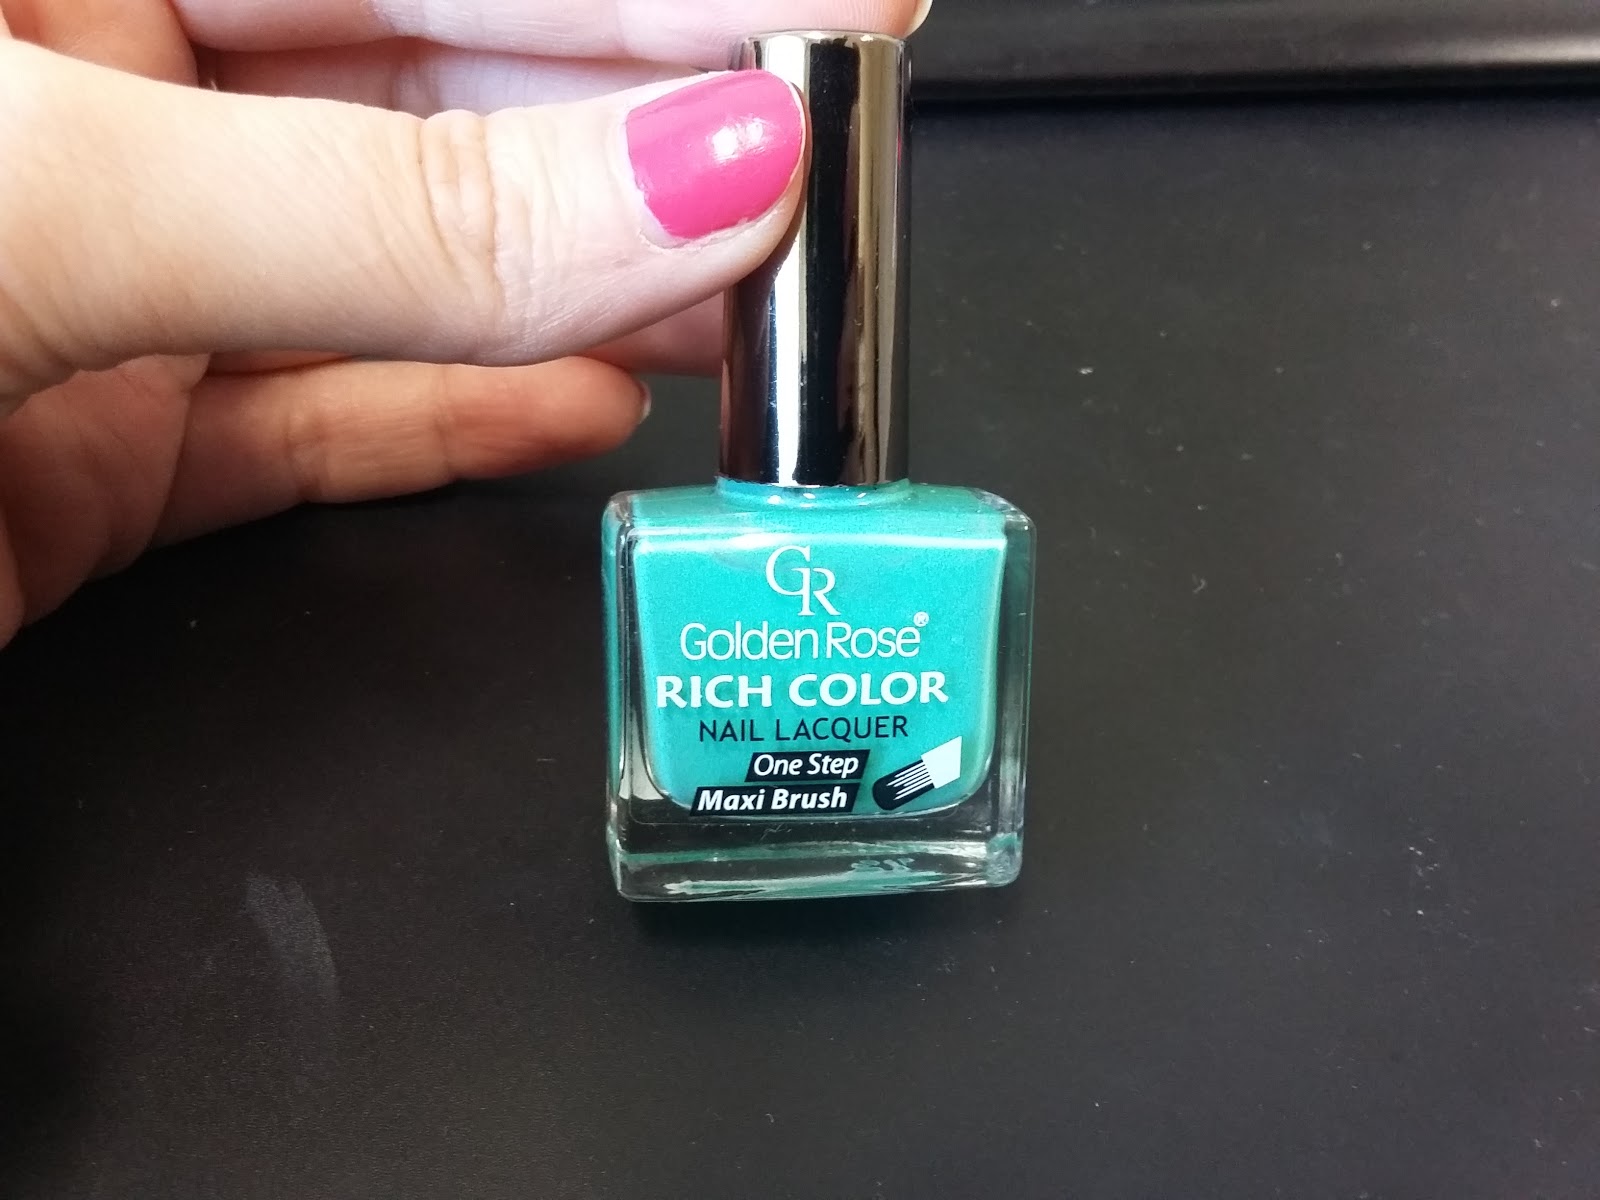 GR
Golden Rose®
RICH COLOR
NAIL LACQUER
One Step
Maxi Brush